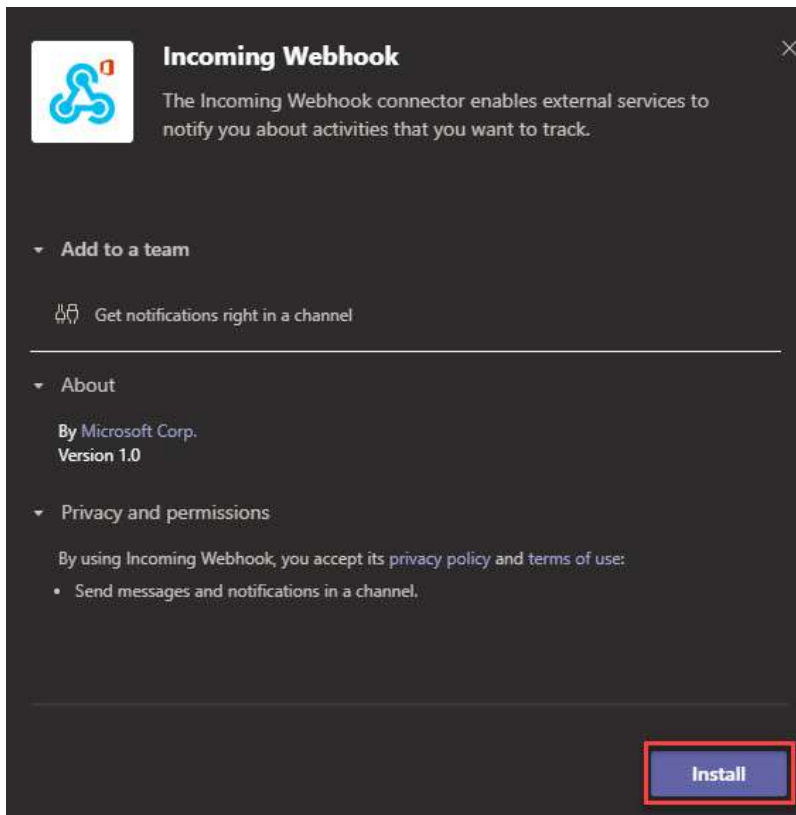 Incoming Webhook
The Incoming Webhook connector enables external services to
notify you about activities that you want to track.
Add to a team
Get notifications right in a channel
About
By Microsoft Corp.
Version 1.0
Privacy and permissions
By using Incoming Webhook, you accept its privacy policy and terms of use:
• Send messages and notifications in a channel.
Install